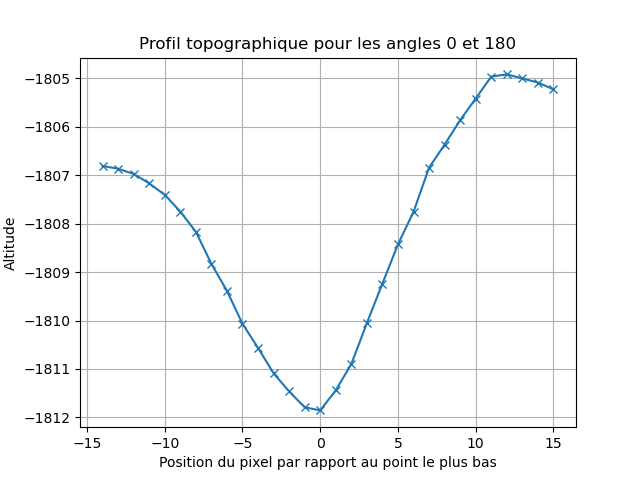 Profil topographique pour les angles 0 et 180
Altitude
−1805
−1806
−1807
−1808
−1809
−1810
−1811
−1812
−15 −10 −5 0 5 10 15
Position du pixel par rapport au point le plus bas